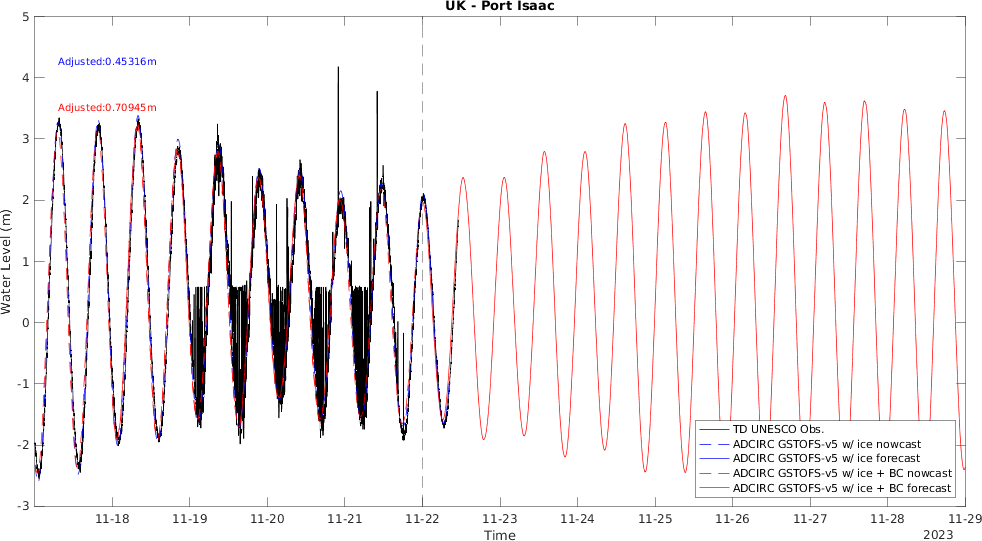 UK - Port Isaac
5
4
3
2
1
0
-1
-2
-3
Water Level (m)
Adjusted:0.45316m
Adjusted:0.70945m
TD UNESCO Obs.
ADCIRC GSTOFS-v5 w/ ice nowcast
ADCIRC GSTOFS-v5 w/ ice forecast
ADCIRC GSTOFS-v5 w/ ice + BC nowcast
ADCIRC GSTOFS-v5 w/ ice + BC forecast
11-18 11-19 11-20 11-21 11-22 11-23 11-24 11-25 11-26 11-27 11-28 11-29
Time
2023